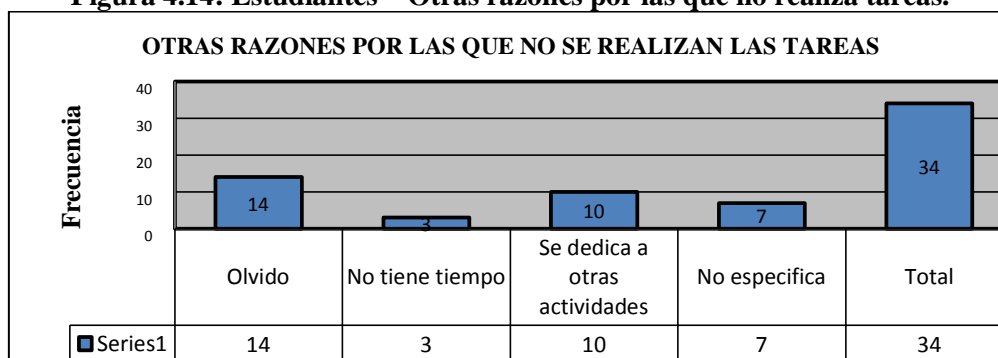 Figura 4.14: Estudiantes – Otras razones por las que no realiza tareas.
OTRAS RAZONES POR LAS QUE NO SE REALIZAN LAS TAREAS
Frecuencia
40
30
20
10
0
14
3
10
7
34
Olvido
No tiene tiempo
Se dedica a
otras
actividades
No especifica
Total
Series1 14 3 10 7 34